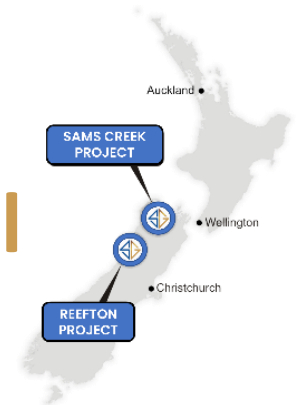 Auckland
SAMS CREEK
PROJECT
Wellington
Christchurch
REEFTON
PROJECT